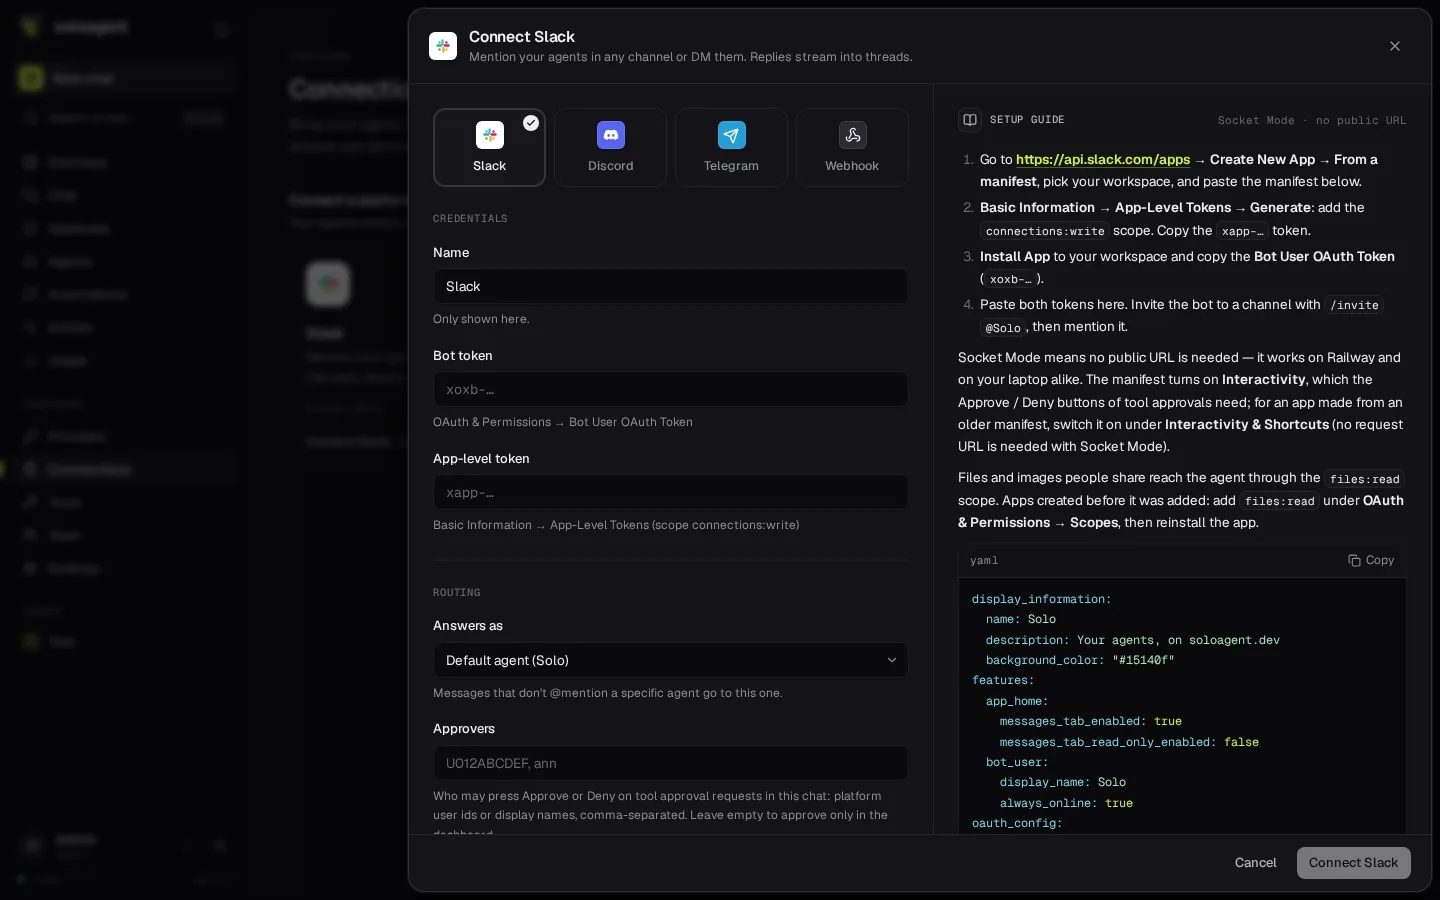 Connect Slack
Mention your agents in any channel or DM them. Replies stream into threads.
Slack
Discord
Telegram
Webhook
CREDENTIALS
Name
Slack
Only shown here.
Bot token
xoxb-…
OAuth & Permissions → Bot User OAuth Token
App-level token
xapp-…
Basic Information → App-Level Tokens (scope connections:write)
ROUTING
Answers as
Default agent (Solo)
Messages that don't @mention a specific agent go to this one.
Approvers
U012ABCDEF, ann
Who may press Approve or Deny on tool approval requests in this chat: platform
user ids or display names, comma-separated. Leave empty to approve only in the
dashboard.
SETUP GUIDE
Socket Mode · no public URL
1. Go to https://api.slack.com/apps → Create New App → From a
manifest, pick your workspace, and paste the manifest below.
2. Basic Information → App-Level Tokens → Generate: add the
connections:write scope. Copy the xapp-… token.
3. Install App to your workspace and copy the Bot User OAuth Token
(xoxb-…).
4. Paste both tokens here. Invite the bot to a channel with /invite
@Solo, then mention it.
Socket Mode means no public URL is needed — it works on Railway and
on your laptop alike. The manifest turns on Interactivity, which the
Approve / Deny buttons of tool approvals need; for an app made from an
older manifest, switch it on under Interactivity & Shortcuts (no request
URL is needed with Socket Mode).
Files and images people share reach the agent through the files:read
scope. Apps created before it was added: add files:read under OAuth
& Permissions → Scopes, then reinstall the app.
yaml
Copy
display_information:
name: Solo
description: Your agents, on soloagent.dev
background_color: "#15140f"
features:
app_home:
messages_tab_enabled: true
messages_tab_read_only_enabled: false
bot_user:
display_name: Solo
always_online: true
oauth_config:
Cancel
Connect Slack